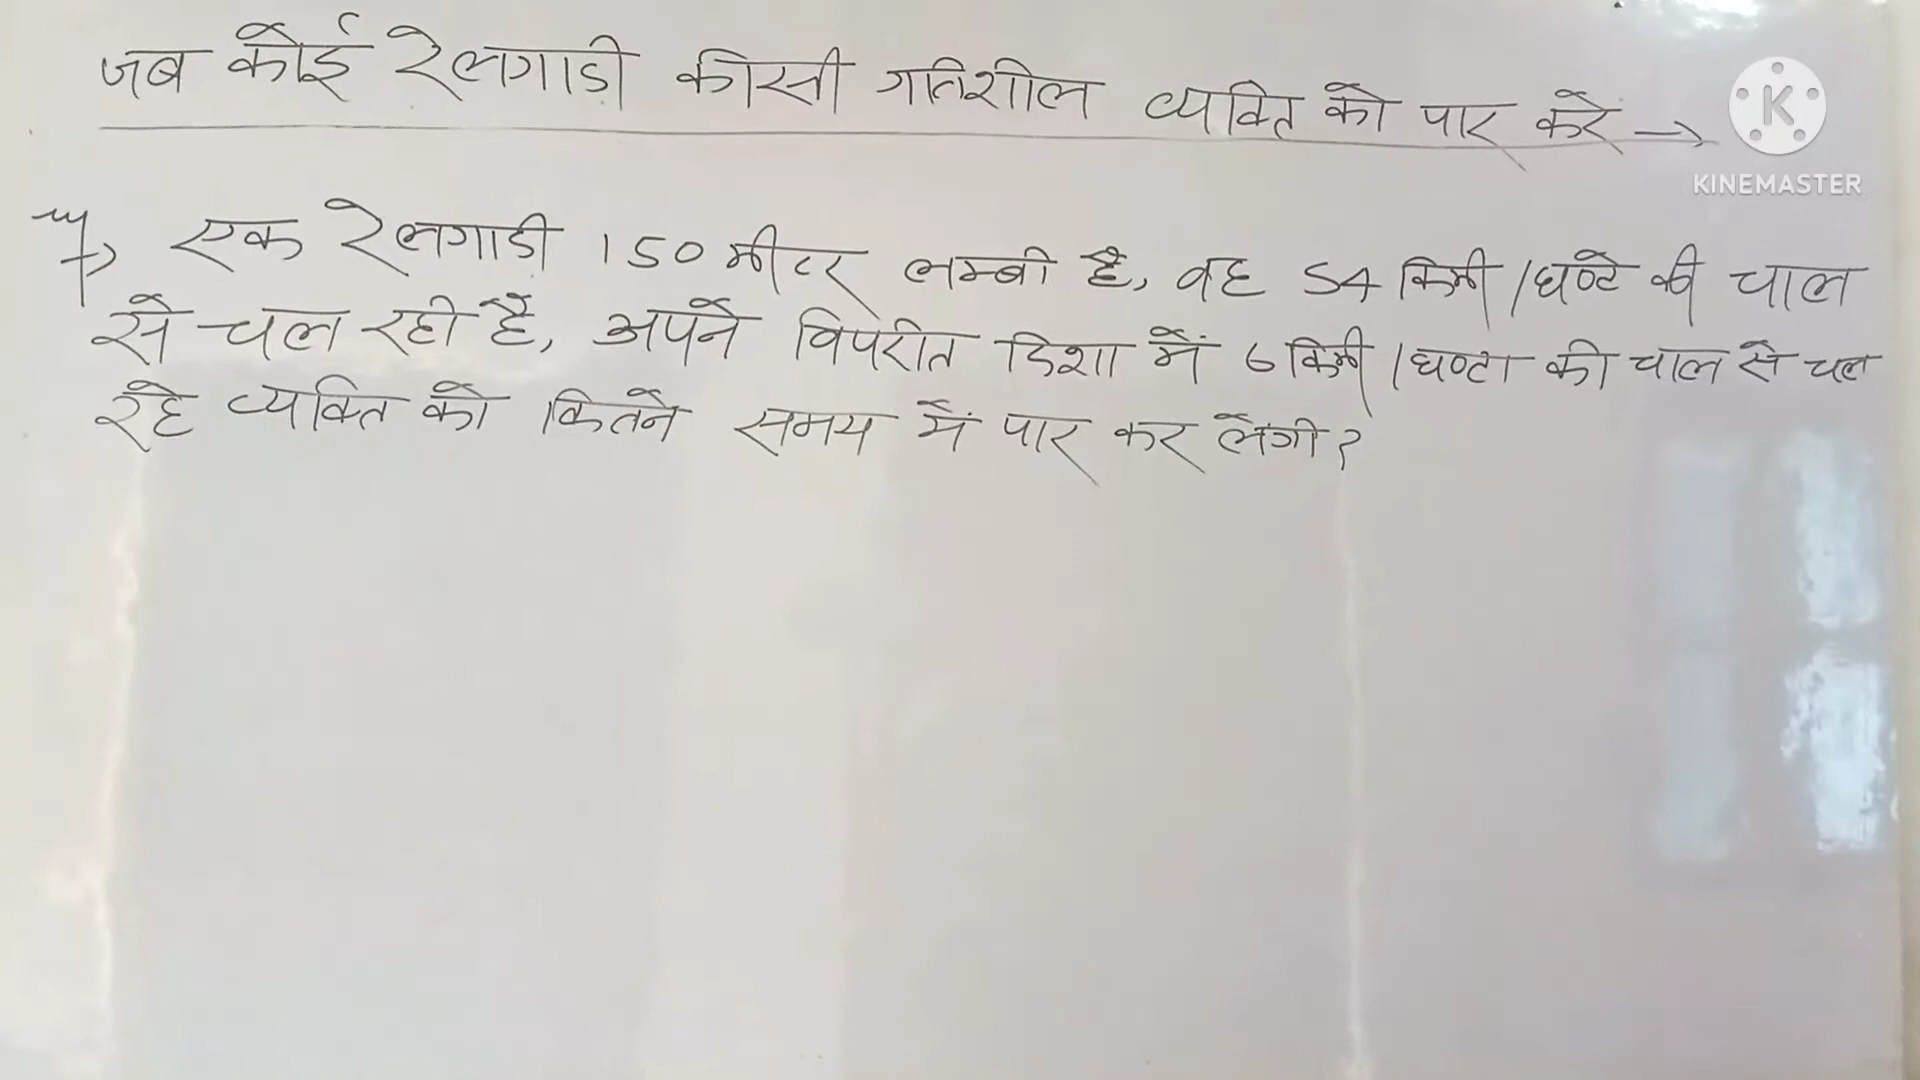 जब कोई रेलगाडी कीसी गतिशील व्यक्ति को पार करे →
K
KINEMASTER
एक रेलगाडी 150 मीटर लम्बी है, वह 54 किमी/घण्टे की चाल
से चल रही है, अपने विपरीत दिशा में 6 किमी/घण्टा की चाल से चल
रहे व्यक्ति को कितने समय में पार कर लेंगी?